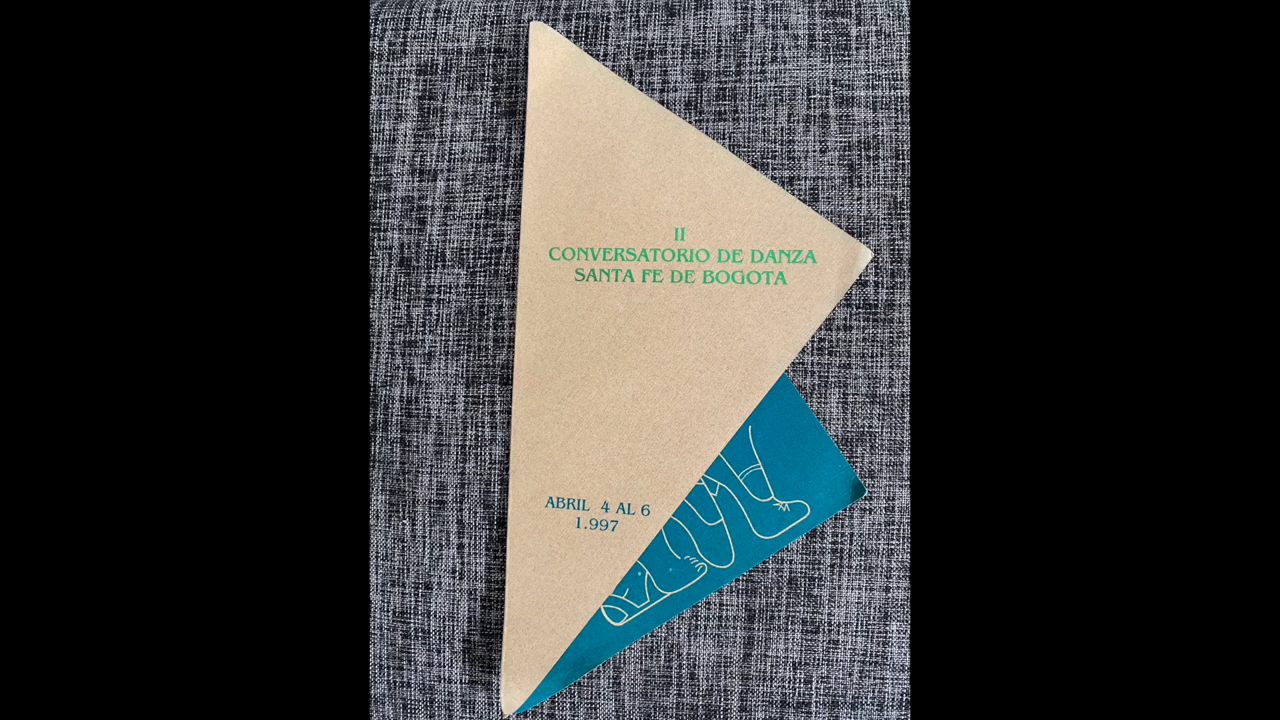 II
CONVERSATORIO DE DANZA
SANTA FE DE BOGOTA
ABRIL 4 AL 6
1.997